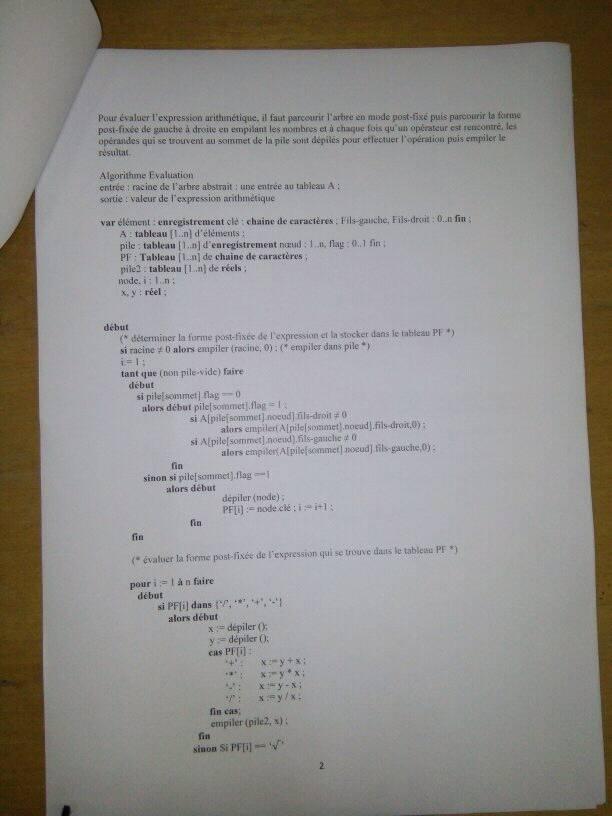 Pour évaluer l'expression arithmétique, il faut parcourir l'arbre en mode post-fixé puis parcourir la forme
post-fixée de gauche à droite en empilant les nombres et à chaque fois qu'un opérateur est rencontré, les
opérandes qui se trouvent au sommet de la pile sont dépilés pour effectuer l'opération puis empiler le
résultat.
Algorithme Evaluation
entrée : racine de l'arbre abstrait : une entrée au tableau A ;
sortie : valeur de l'expression arithmétique
var élément : enregistrement clé : chaine de caractères ; Fils-gauche, Fils-droit : 0..n fin ;
A : tableau [1..n] d'éléments ;
pile : tableau [1..n] d'enregistrement nœud : 1..n, flag : 0..1 fin ;
PF : Tableau [1..n] de chaine de caractères ;
pile2 : tableau [1..n] de réels ;
node, i : 1..n ;
x, y : réel ;
début
(* déterminer la forme post-fixée de l'expression et la stocker dans le tableau PF *)
si racine ≠ 0 alors empiler (racine, 0) ; (* empiler dans pile *)
i:= 1 ;
tant que (non pile-vide) faire
début
si pile[sommet].flag == 0
alors début pile[sommet].flag = 1 ;
si A[pile[sommet].noeud].fils-droit ≠ 0
alors empiler(A[pile[sommet].noeud].fils-droit,0) ;
si A[pile[sommet].noeud].fils-gauche ≠ 0
alors empiler(A[pile[sommet].noeud].fils-gauche,0) ;
fin
sinon si pile[sommet].flag ==1
alors début
dépiler (node) ;
PF[i] := node.clé ; i := i+1 ;
fin
fin
(* évaluer la forme post-fixée de l'expression qui se trouve dans le tableau PF *)
pour i := 1 à n faire
début
si PF[i] dans {'/', '*', '+', '-'}
alors début
x := dépiler ();
y := dépiler ();
cas PF[i] :
'+' : x := y + x ;
'*' : x := y * x ;
'-' : x := y - x ;
'/' : x := y / x ;
fin cas;
empiler (pile2, x) ;
fin
sinon Si PF[i] == '√'
2